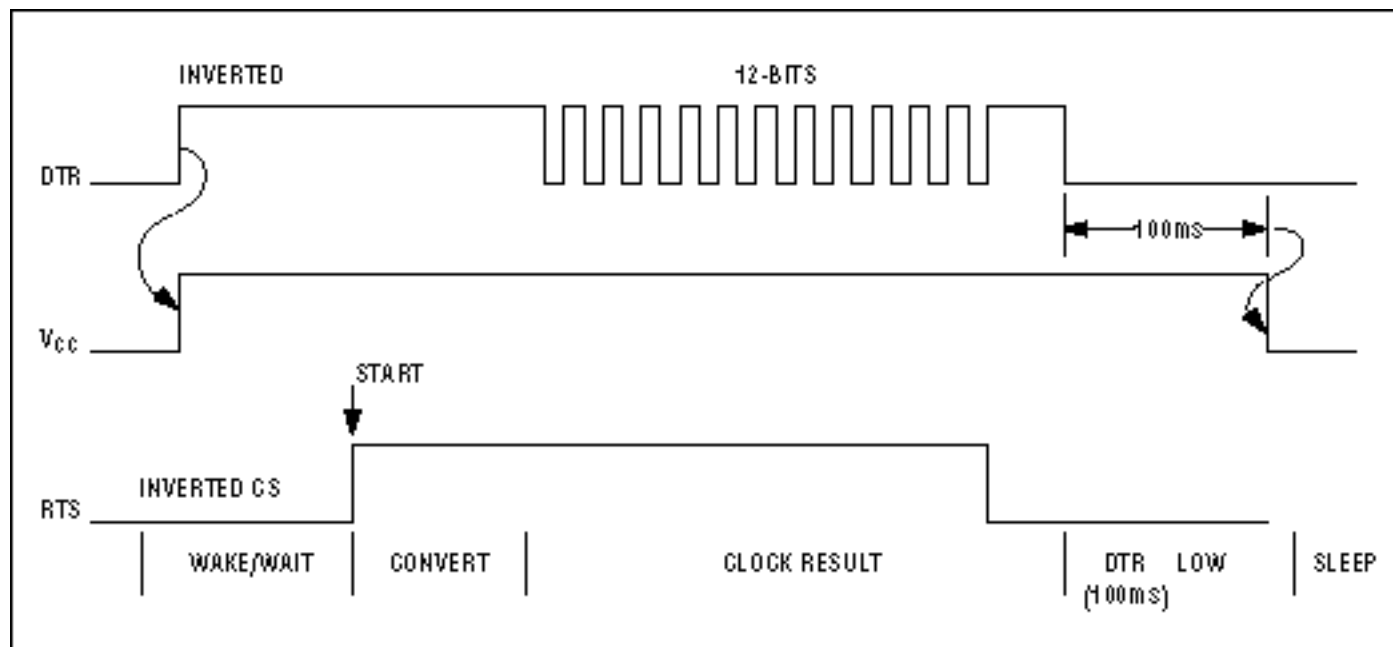 INVERTED 12-BITS
DTR
100ms
VCC
START
INVERTED CS
RTS
WAKE/WAIT CONVERT CLOCK RESULT DTR LOW SLEEP
(100ms)